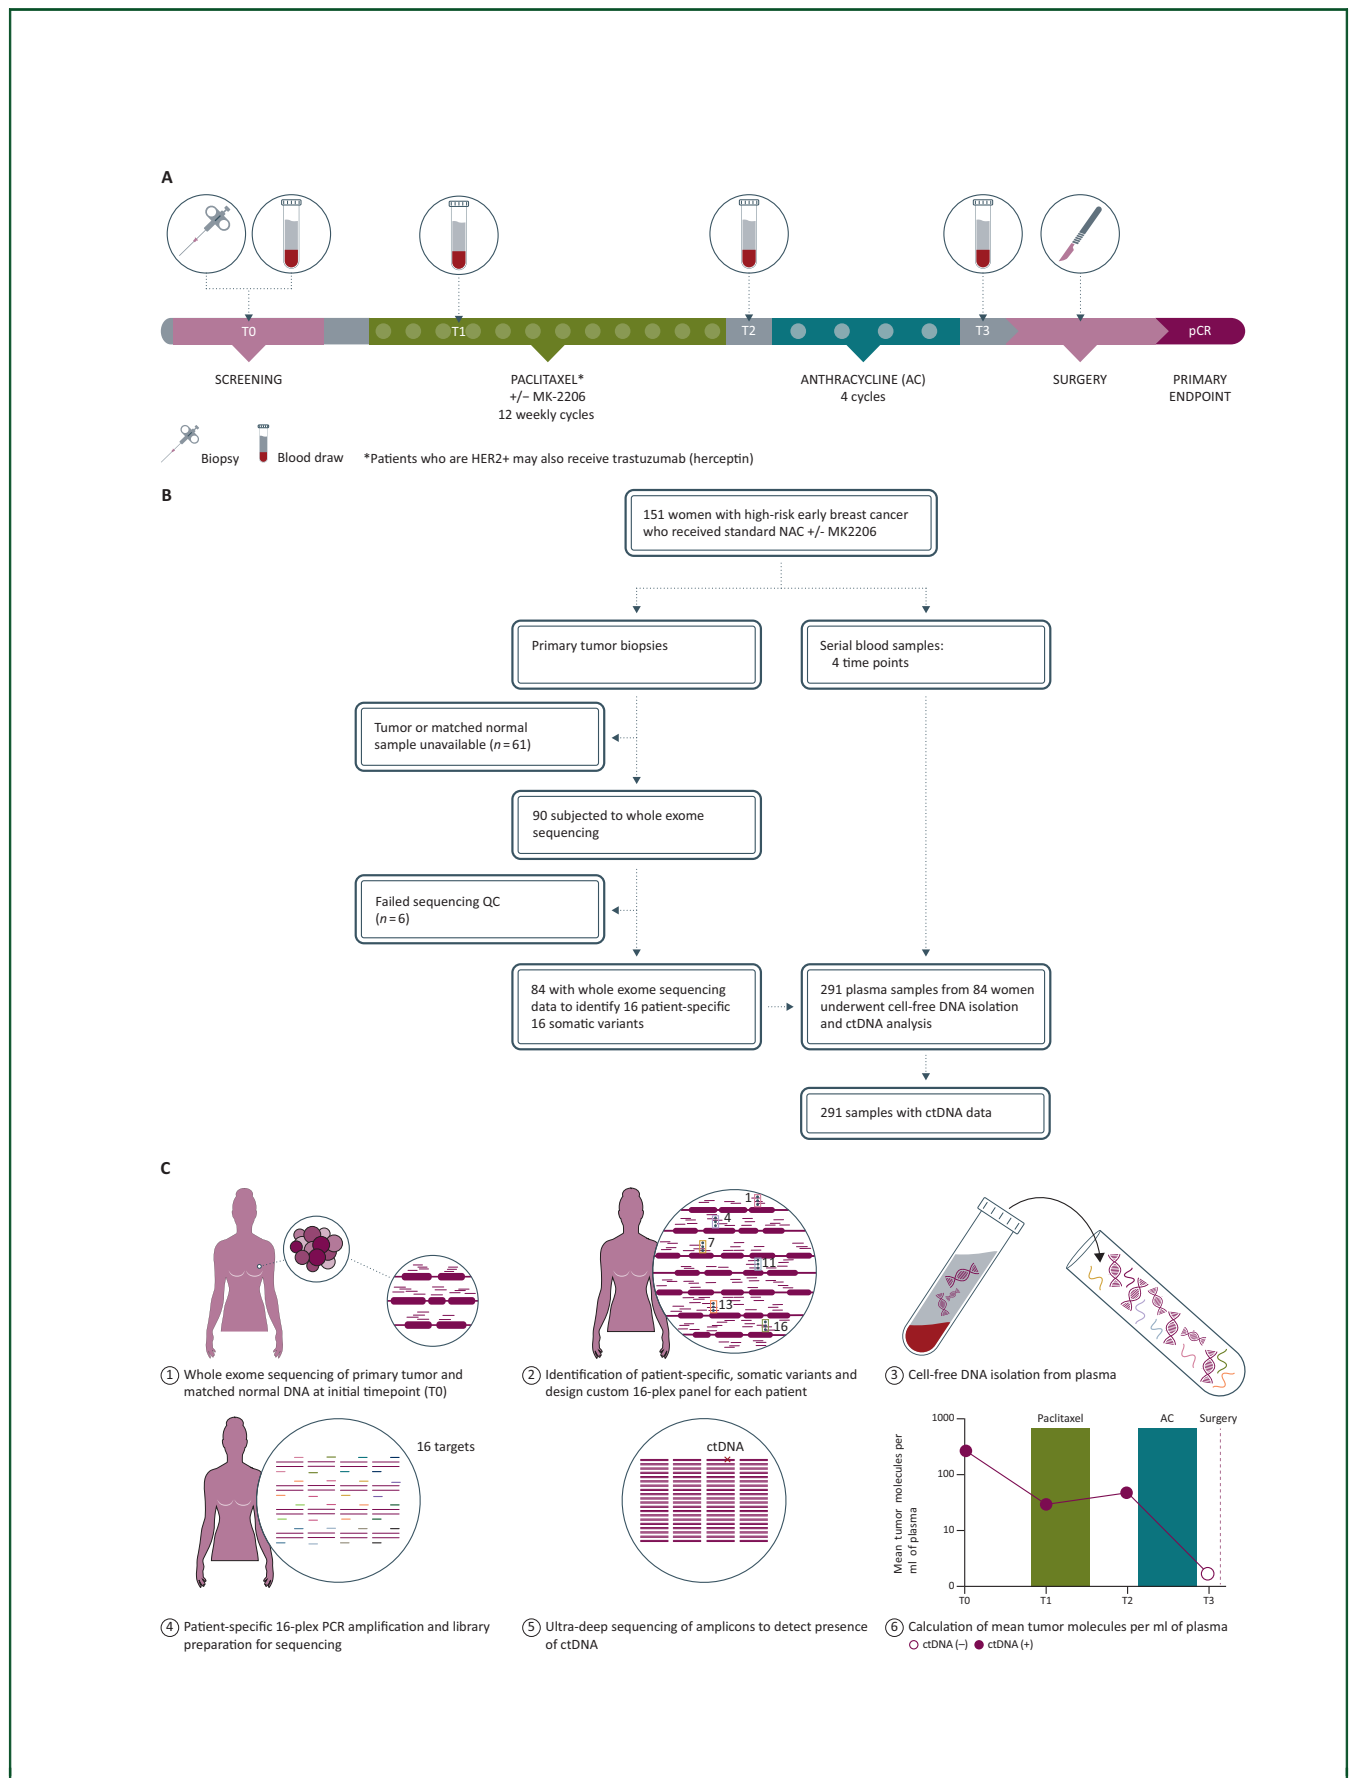 A
T0
T1
T2
T3
pCR
SCREENING
PACLITAXEL*
+/− MK-2206
12 weekly cycles
ANTHRACYCLINE (AC)
4 cycles
SURGERY
PRIMARY
ENDPOINT
Biopsy
Blood draw
*Patients who are HER2+ may also receive trastuzumab (herceptin)
B
151 women with high-risk early breast cancer
who received standard NAC +/- MK2206
Primary tumor biopsies
Serial blood samples:
4 time points
Tumor or matched normal
sample unavailable (n = 61)
90 subjected to whole exome
sequencing
Failed sequencing QC
(n = 6)
84 with whole exome sequencing
data to identify 16 patient-specific
16 somatic variants
291 plasma samples from 84 women
underwent cell-free DNA isolation
and ctDNA analysis
291 samples with ctDNA data
C
1
4
7
11
13
16
1 Whole exome sequencing of primary tumor and
matched normal DNA at initial timepoint (T0)
2 Identification of patient-specific, somatic variants and
design custom 16-plex panel for each patient
3 Cell-free DNA isolation from plasma
16 targets
ctDNA
Mean tumor molecules per
ml of plasma
1000
100
10
0
Paclitaxel
AC
Surgery
T0
T1
T2
T3
4 Patient-specific 16-plex PCR amplification and library
preparation for sequencing
5 Ultra-deep sequencing of amplicons to detect presence
of ctDNA
6 Calculation of mean tumor molecules per ml of plasma
ctDNA (−)
ctDNA (+)